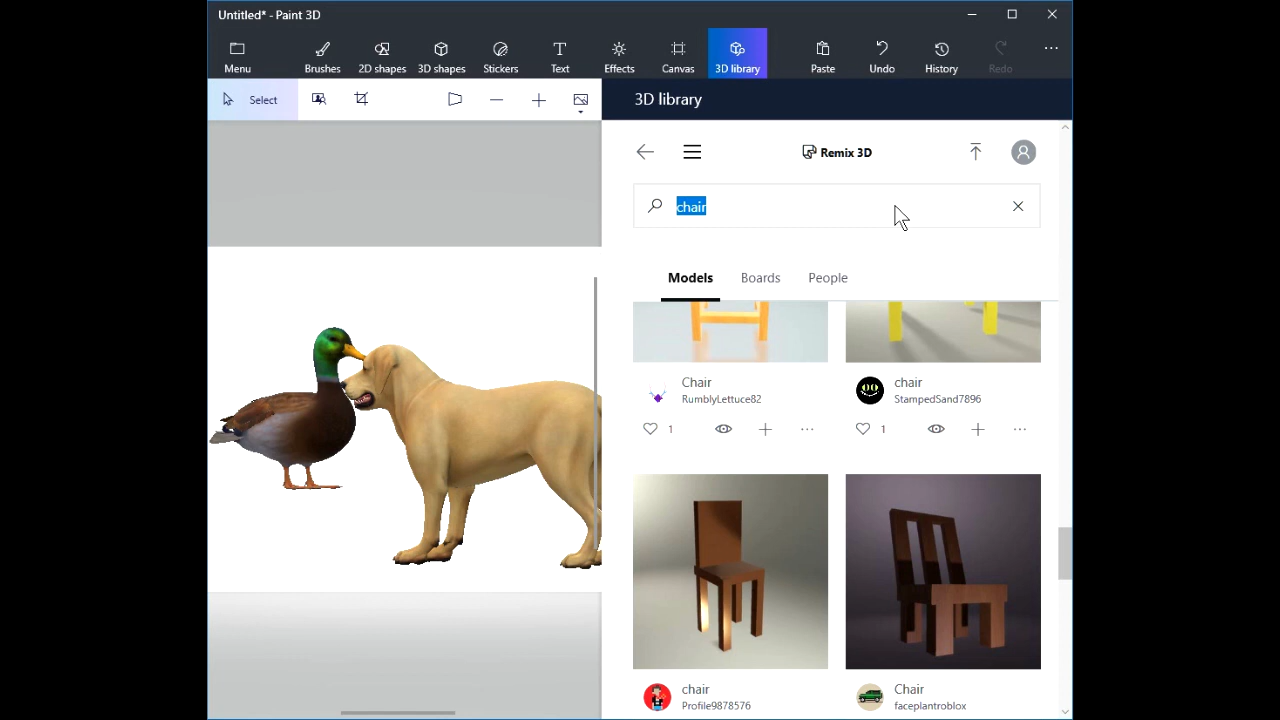 Untitled* - Paint 3D
Menu Brushes 2D shapes 3D shapes Stickers Text Effects Canvas 3D library Paste Undo History Redo
Select
3D library
Remix 3D
chair
Models Boards People
Chair
RumblyLettuce82
1
chair
StampedSand7896
1
chair
Profile9878576
Chair
faceplantroblox